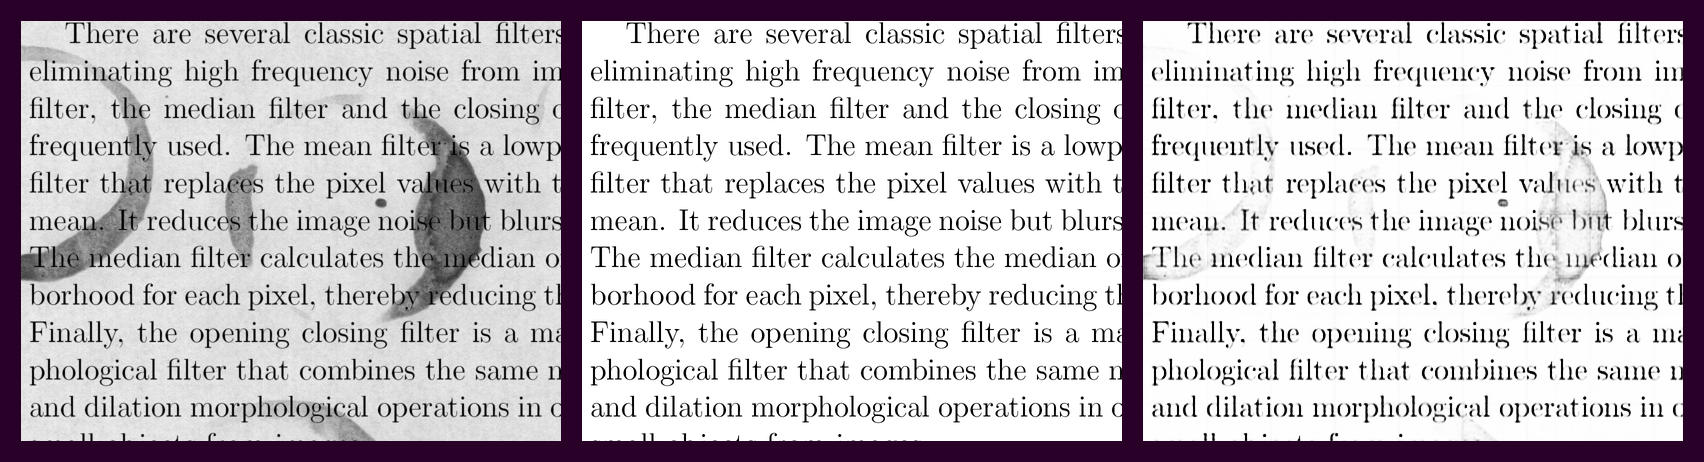 There are several classic spatial filters
eliminating high frequency noise from im
filter, the median filter and the closing
frequently used. The mean filter is a lowp
filter that replaces the pixel values with t
mean. It reduces the image noise but blurs
The median filter calculates the median o
borhood for each pixel, thereby reducing t
Finally, the opening closing filter is a ma
phological filter that combines the same
and dilation morphological operations in
small objects from images
There are several classic spatial filters
eliminating high frequency noise from im
filter, the median filter and the closing
frequently used. The mean filter is a lowp
filter that replaces the pixel values with t
mean. It reduces the image noise but blurs
The median filter calculates the median o
borhood for each pixel, thereby reducing t
Finally, the opening closing filter is a ma
phological filter that combines the same
and dilation morphological operations in
small objects from images
There are several classic spatial filters
eliminating high frequency noise from im
filter, the median filter and the closing
frequently used. The mean filter is a lowp
filter that replaces the pixel values with t
mean. It reduces the image noise but blurs
The median filter calculates the median o
borhood for each pixel, thereby reducing t
Finally, the opening closing filter is a ma
phological filter that combines the same
and dilation morphological operations in
small objects from